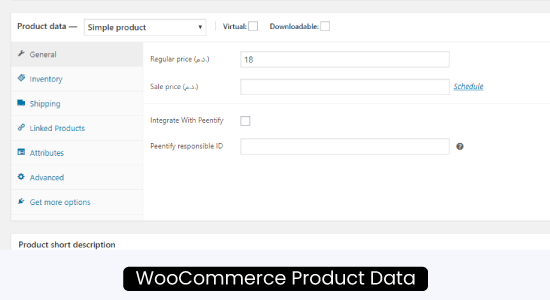 Product data — Simple product Virtual: Downloadable:
General
Inventory
Shipping
Linked Products
Attributes
Advanced
Get more options
Regular price (د.م.) 18
Sale price (د.م.) Schedule
Integrate With Peentify
Peentify responsible ID
Product short description
WooCommerce Product Data